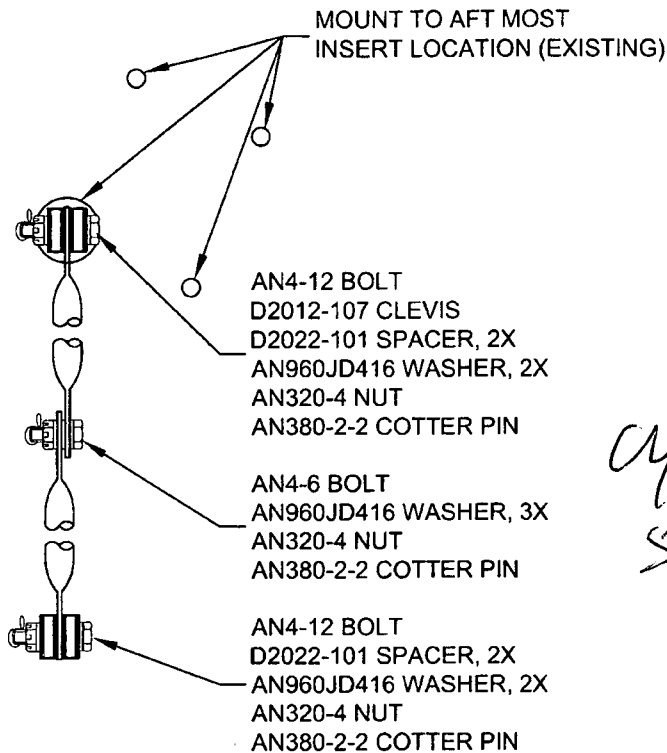 MOUNT TO AFT MOST
INSERT LOCATION (EXISTING)
AN4-12 BOLT
D2012-107 CLEVIS
D2022-101 SPACER, 2X
AN960JD416 WASHER, 2X
AN320-4 NUT
AN380-2-2 COTTER PIN
AN4-6 BOLT
AN960JD416 WASHER, 3X
AN320-4 NUT
AN380-2-2 COTTER PIN
AN4-12 BOLT
D2022-101 SPACER, 2X
AN960JD416 WASHER, 2X
AN320-4 NUT
AN380-2-2 COTTER PIN